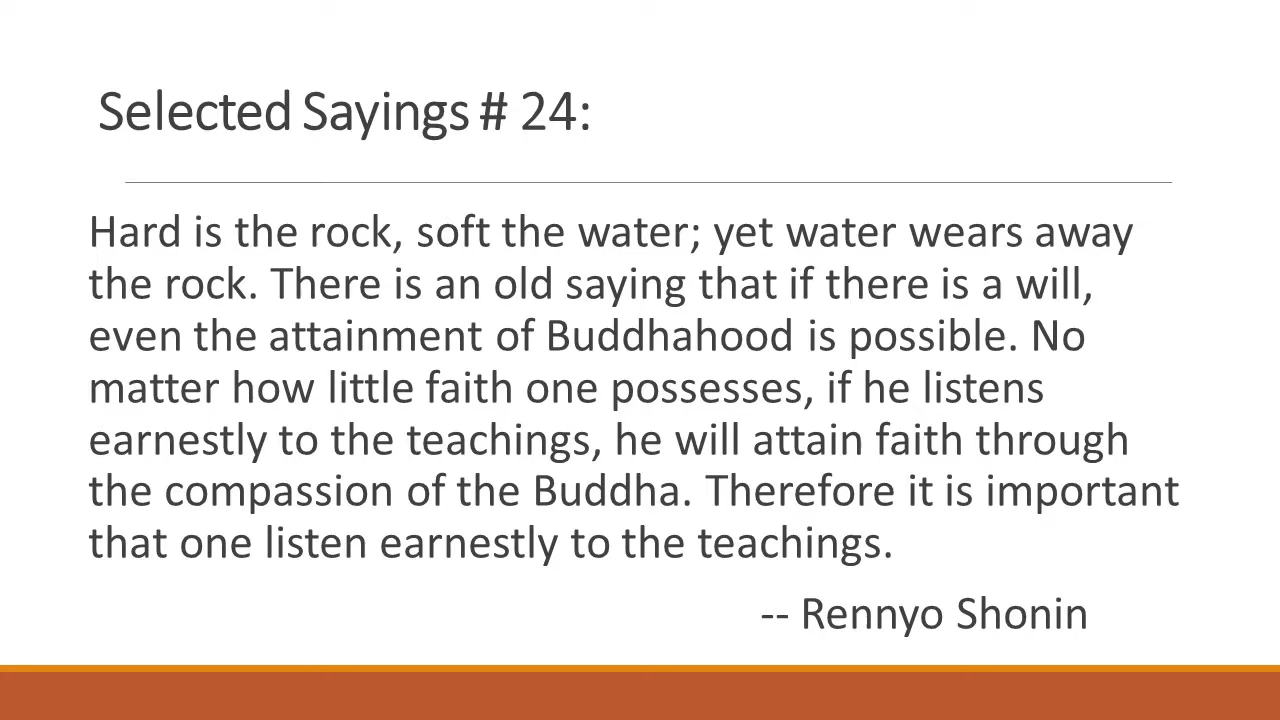 Selected Sayings # 24:
Hard is the rock, soft the water; yet water wears away
the rock. There is an old saying that if there is a will,
even the attainment of Buddhahood is possible. No
matter how little faith one possesses, if he listens
earnestly to the teachings, he will attain faith through
the compassion of the Buddha. Therefore it is important
that one listen earnestly to the teachings.
-- Rennyo Shonin